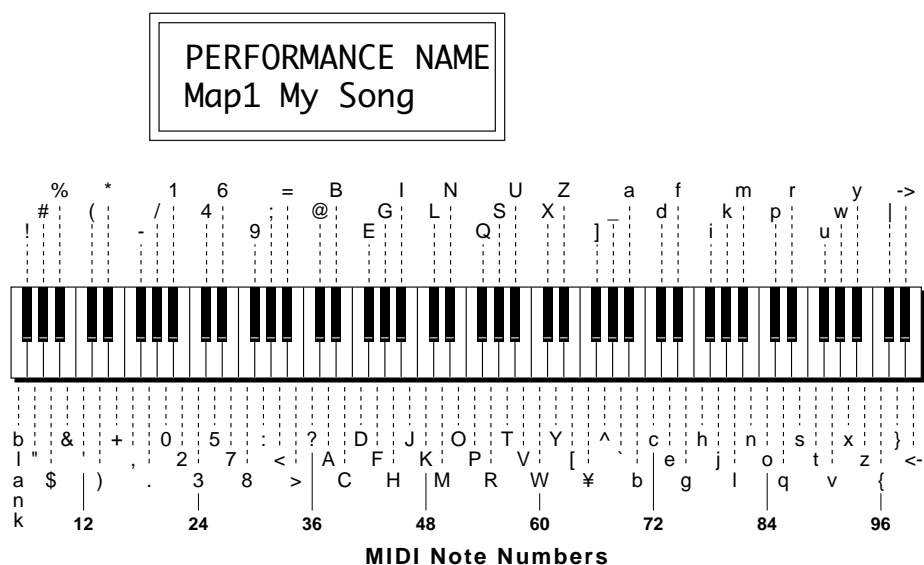 PERFORMANCE NAME
Map1 My Song
% * 1 6 = B I N U Z a f m r y ->
# ( / 4 ; @ G L S X _ d k p w |
! - 9 E Q ] i u
b & + 0 5 : ? D J O T Y ^ c h n s x }
l " ' , 2 7 < A F K P V [ ` e j o t z <-
a $ ) . 3 8 > C H M R W ¥ b g l q v {
n
k 12 24 36 48 60 72 84 96
MIDI Note Numbers